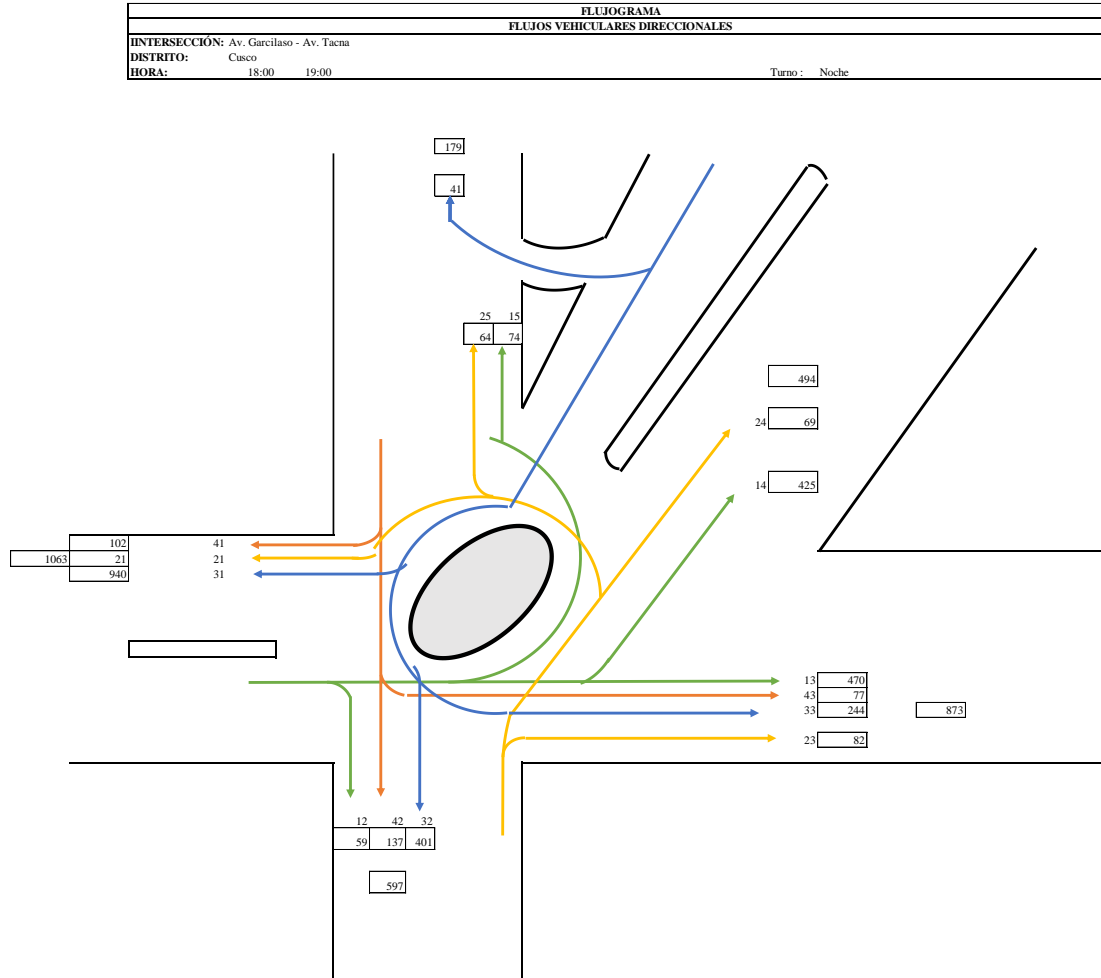 FLUJOGRAMA
FLUJOS VEHICULARES DIRECCIONALES
IINTERSECCIÓN: Av. Garcilaso - Av. Tacna
DISTRITO: Cusco
HORA: 18:00 19:00 Turno : Noche
179
41
25 15
64 74
494
24 69
14 425
102 41
1063 21 21
940 31
13 470
43 77
33 244 873
23 82
12 42 32
59 137 401
597